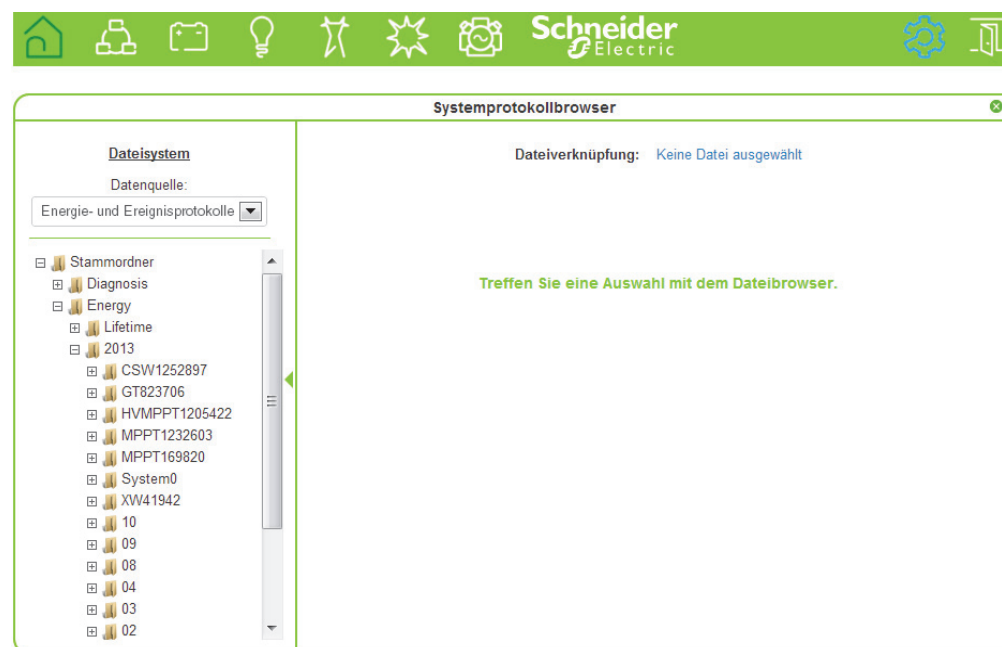 Schneider
Electric
Systemprotokollbrowser
Dateisystem
Datenquelle:
Energie- und Ereignisprotokolle
Stammordner
Diagnosis
Energy
Lifetime
2013
CSW1252897
GT823706
HVMPPT1205422
MPPT1232603
MPPT169820
System0
XW41942
10
09
08
04
03
02
Dateiverknüpfung: Keine Datei ausgewählt
Treffen Sie eine Auswahl mit dem Dateibrowser.